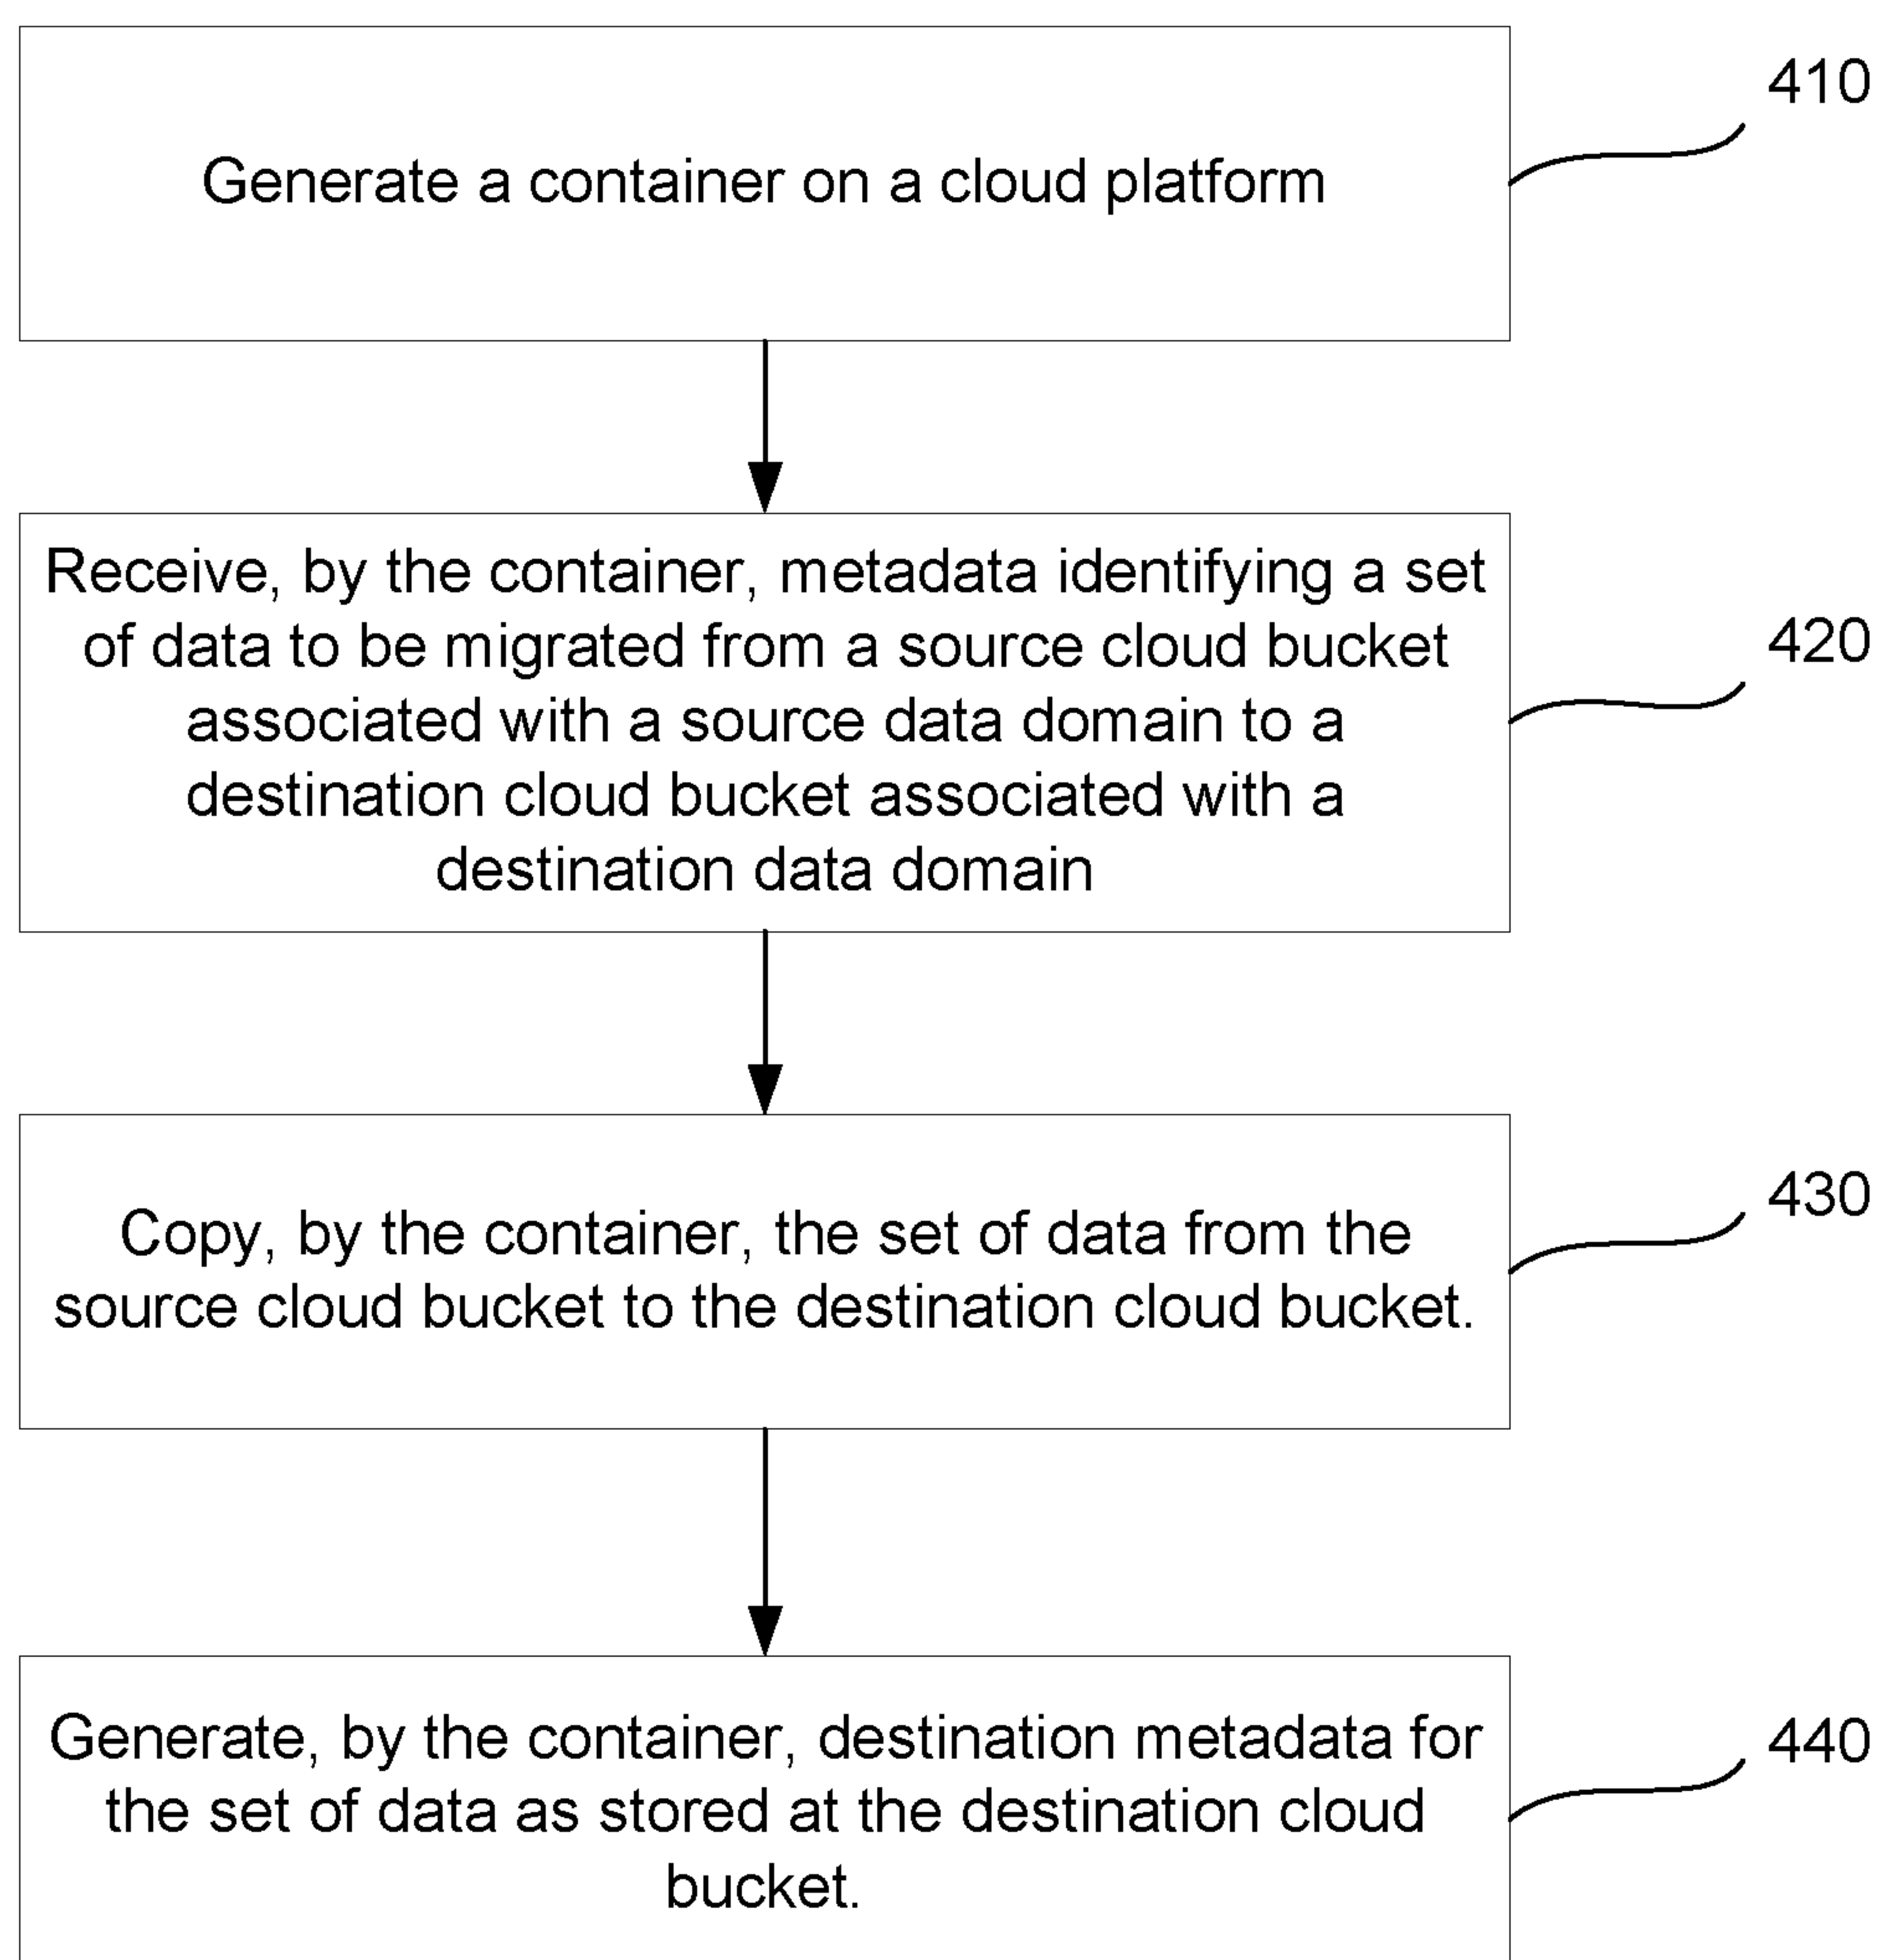 410
Generate a container on a cloud platform
Receive, by the container, metadata identifying a set
of data to be migrated from a source cloud bucket
associated with a source data domain to a
destination cloud bucket associated with a
destination data domain
420
Copy, by the container, the set of data from the
source cloud bucket to the destination cloud bucket.
430
Generate, by the container, destination metadata for
the set of data as stored at the destination cloud
bucket.
440